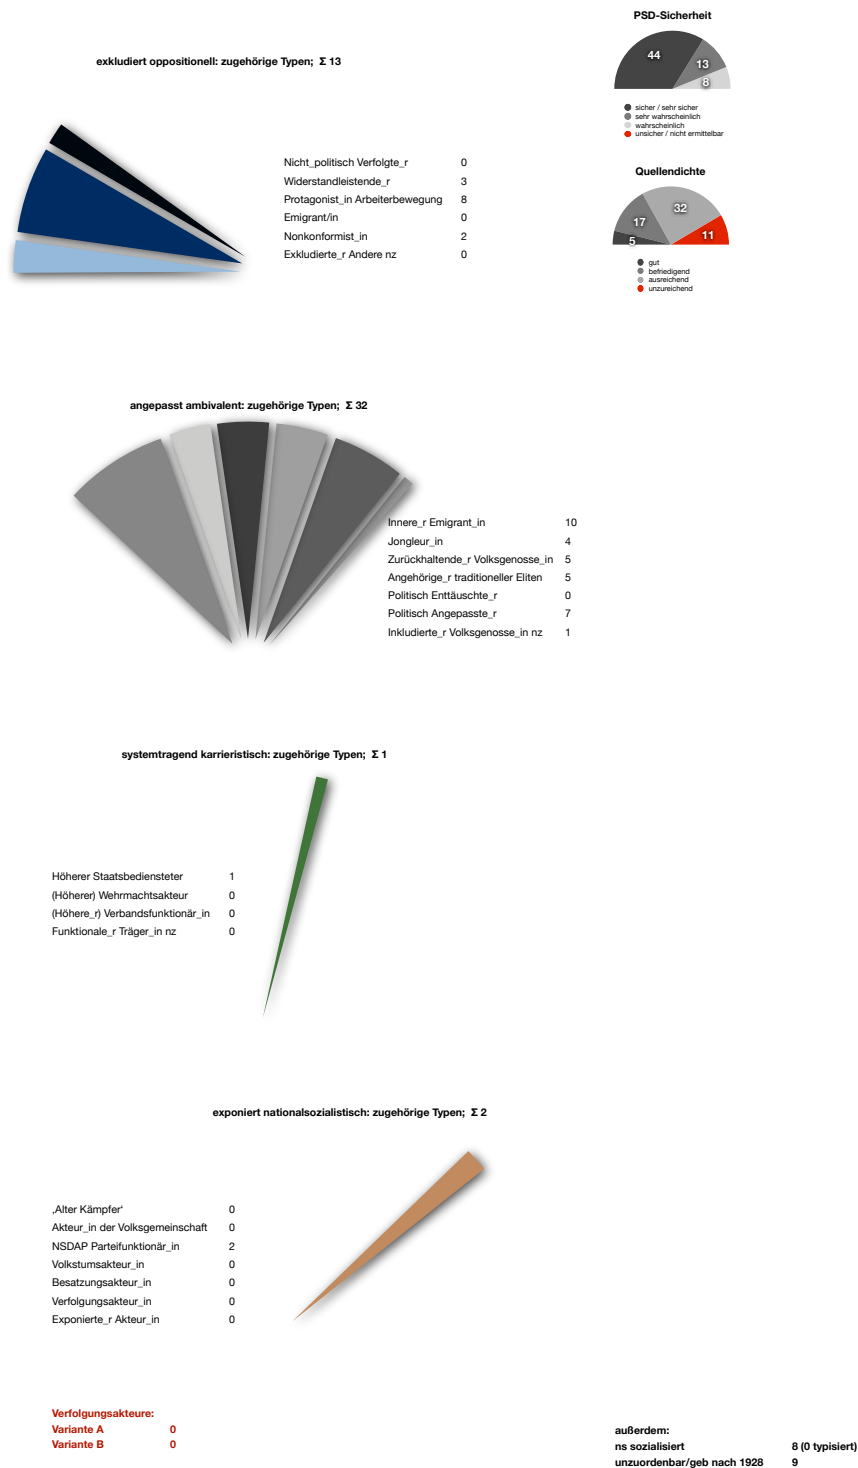 PSD-Sicherheit
44
13
8
sicher / sehr sicher
sehr wahrscheinlich
wahrscheinlich
unsicher / nicht ermittelbar
exkludiert oppositionell: zugehörige Typen; Σ 13
Nicht_politisch Verfolgte_r 0
Widerstandleistende_r 3
Protagonist_in Arbeiterbewegung 8
Emigrant/in 0
Nonkonformist_in 2
Exkludierte_r Andere nz 0
Quellendichte
5
17
32
11
gut
befriedigend
ausreichend
unzureichend
angepasst ambivalent: zugehörige Typen; Σ 32
Innere_r Emigrant_in 10
Jongleur_in 4
Zurückhaltende_r Volksgenosse_in 5
Angehörige_r traditioneller Eliten 5
Politisch Enttäuschte_r 0
Politisch Angepasste_r 7
Inkludierte_r Volksgenosse_in nz 1
systemtragend karrieristisch: zugehörige Typen; Σ 1
Höherer Staatsbediensteter 1
(Höherer) Wehrmachtsakteur 0
(Höhere_r) Verbandsfunktionär_in 0
Funktionale_r Träger_in nz 0
exponiert nationalsozialistisch: zugehörige Typen; Σ 2
‚Alter Kämpfer‘ 0
Akteur_in der Volksgemeinschaft 0
NSDAP Parteifunktionär_in 2
Volkstumsakteur_in 0
Besatzungsakteur_in 0
Verfolgungsakteur_in 0
Exponierte_r Akteur_in 0
Verfolgungsakteure:
Variante A 0
Variante B 0
außerdem:
ns sozialisiert 8 (0 typisiert)
unzuordenbar/geb nach 1928 9